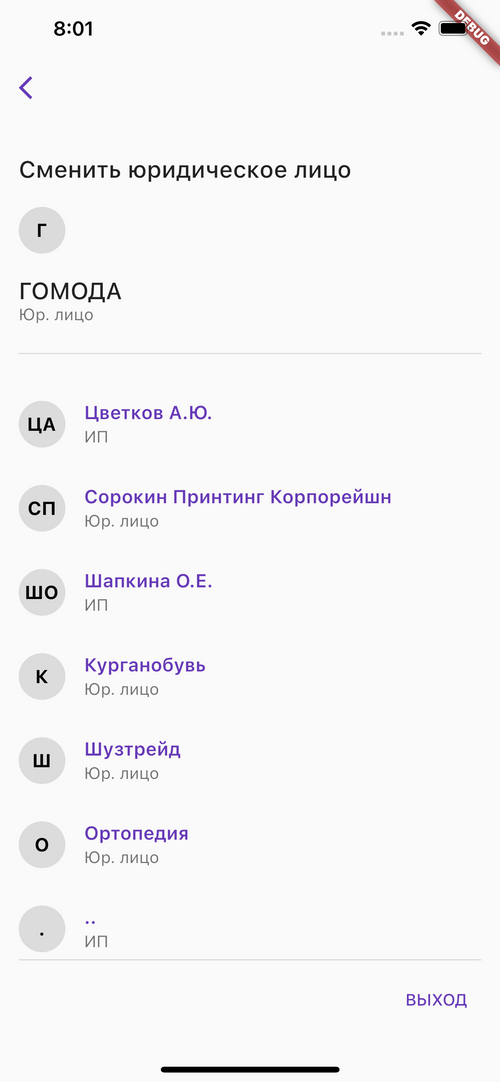 8:01
DEBUG
Сменить юридическое лицо
Г
ГОМОДА
Юр. лицо
ЦА
Цветков А.Ю.
ИП
СП
Сорокин Принтинг Корпорейшн
Юр. лицо
ШО
Шапкина О.Е.
ИП
К
Курганобувь
Юр. лицо
Ш
Шузтрейд
Юр. лицо
О
Ортопедия
Юр. лицо
.
..
ИП
ВЫХОД